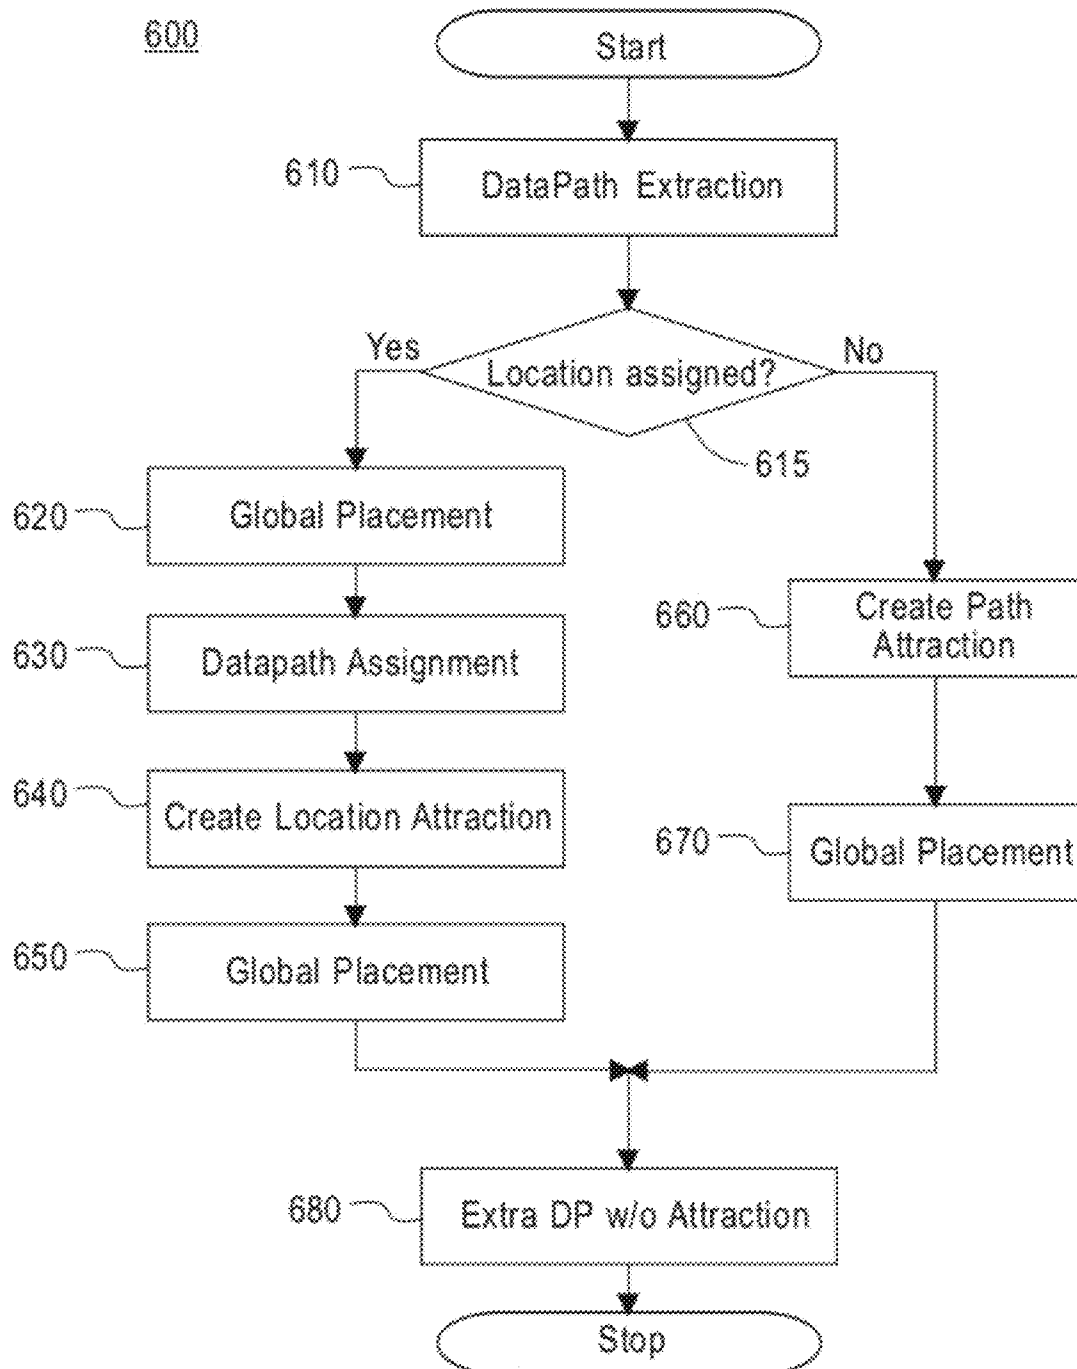 600
Start
610
DataPath Extraction
Yes
Location assigned?
No
615
620
Global Placement
630
Datapath Assignment
660
Create Path
Attraction
640
Create Location Attraction
670
Global Placement
650
Global Placement
680
Extra DP w/o Attraction
Stop